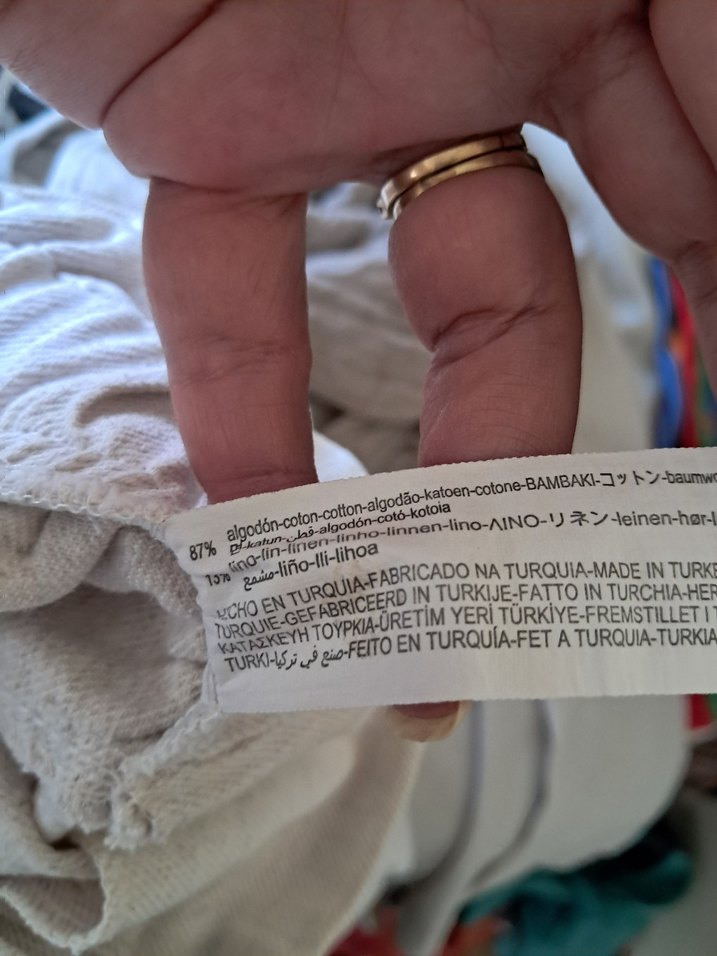 87% algodón-coton-cotton-algodão-katoen-cotone-BAMBAKI-コットン-baumwo
katun-قطن-algodón-cotó-kotoia
lino-lin-linen-linho-linnen-lino-ΛΙΝΟ-リネン-leinen-hør-l
مشمع-liño-lli-lihoa
HECHO EN TURQUIA-FABRICADO NA TURQUIA-MADE IN TURKE
TURQUIE-GEFABRICEERD IN TURKIJE-FATTO IN TURCHIA-HER
ΚΑΤΑΣΚΕΥΗ ΤΟΥΡΚΙΑ-ÜRETİM YERİ TÜRKİYE-FREMSTILLET I T
TURKI-صنع في تركيا-FEITO EN TURQUÍA-FET A TURQUIA-TURKIA